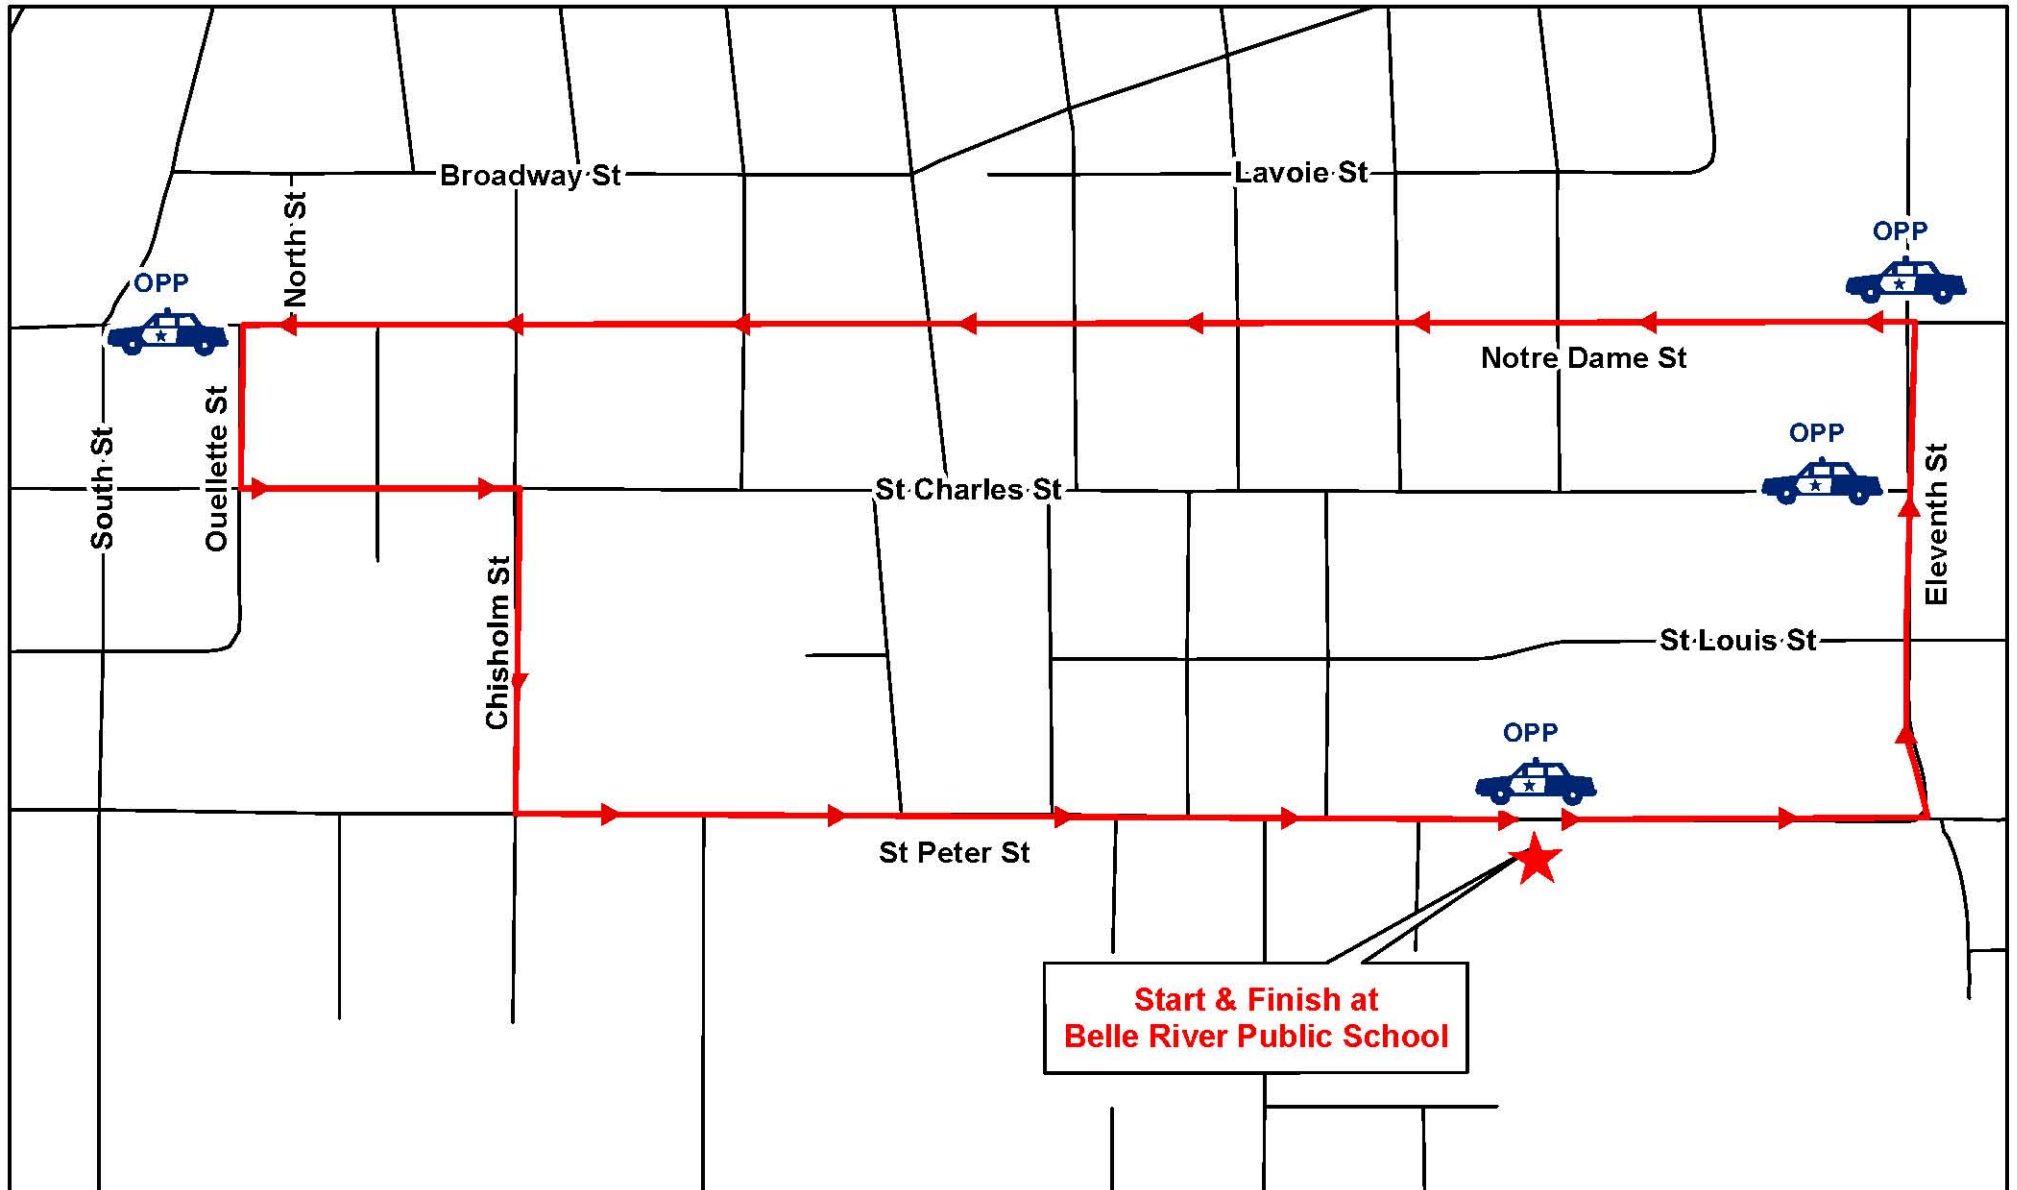 Broadway St
Lavoie St
North St
OPP
OPP
Notre Dame St
Ouellette St
South St
OPP
St Charles St
Eleventh St
Chisholm St
St Louis St
OPP
St Peter St
Start & Finish at
Belle River Public School